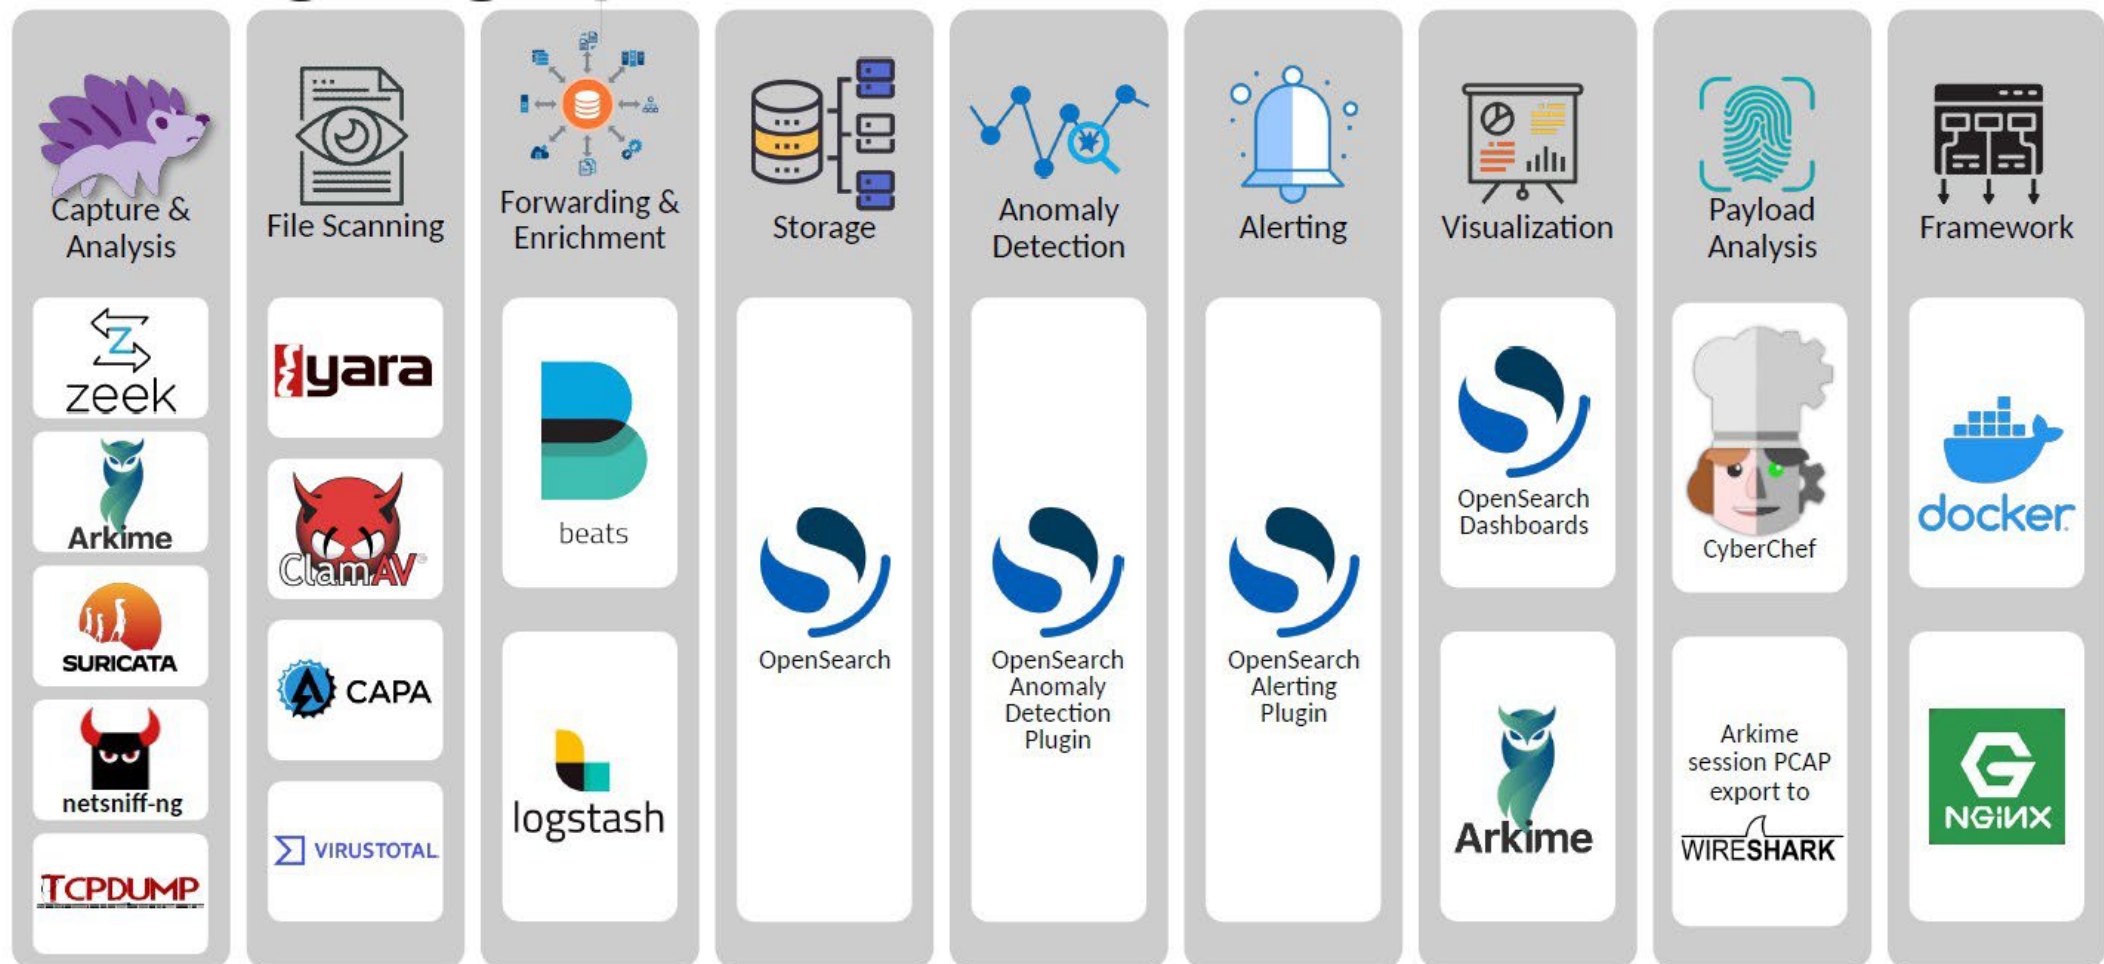 Capture &
Analysis
zeek
Arkime
SURICATA
netsniff-ng
TCPDUMP
File Scanning
yara
ClamAV
CAPA
VIRUSTOTAL
Forwarding &
Enrichment
beats
logstash
Storage
OpenSearch
Anomaly
Detection
OpenSearch
Anomaly
Detection
Plugin
Alerting
OpenSearch
Alerting
Plugin
Visualization
OpenSearch
Dashboards
Arkime
Payload
Analysis
CyberChef
Arkime
session PCAP
export to
WIRESHARK
Framework
docker
NGINX